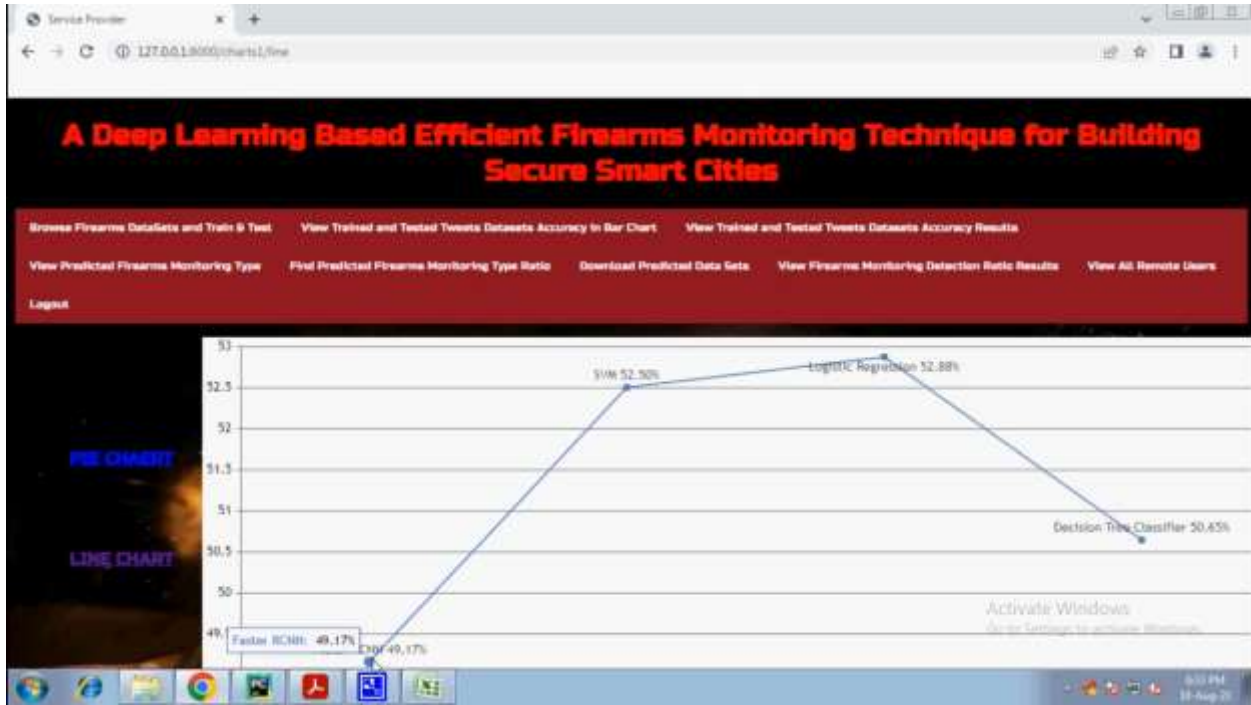 Service Provider
127.0.0.1:8000/charts1/line
A Deep Learning Based Efficient Firearms Monitoring Technique for Building
Secure Smart Cities
Browse Firearms DataSets and Train & Test View Trained and Tested Tweets Datasets Accuracy in Bar Chart View Trained and Tested Tweets Datasets Accuracy Results
View Predicted Firearms Monitoring Type Find Predicted Firearms Monitoring Type Ratio Download Predicted Data Sets View Firearms Monitoring Detection Ratio Results View All Remote Users
Logout
53
SVM 52.50%
Logistic Regression 52.88%
52.5
52
PIE CHART
51.5
51
Decision Tree Classifier 50.65%
LINE CHART
50.5
50
Activate Windows
Go to Settings to activate Windows.
Faster RCNN: 49.17%
49.17%
6:53 PM